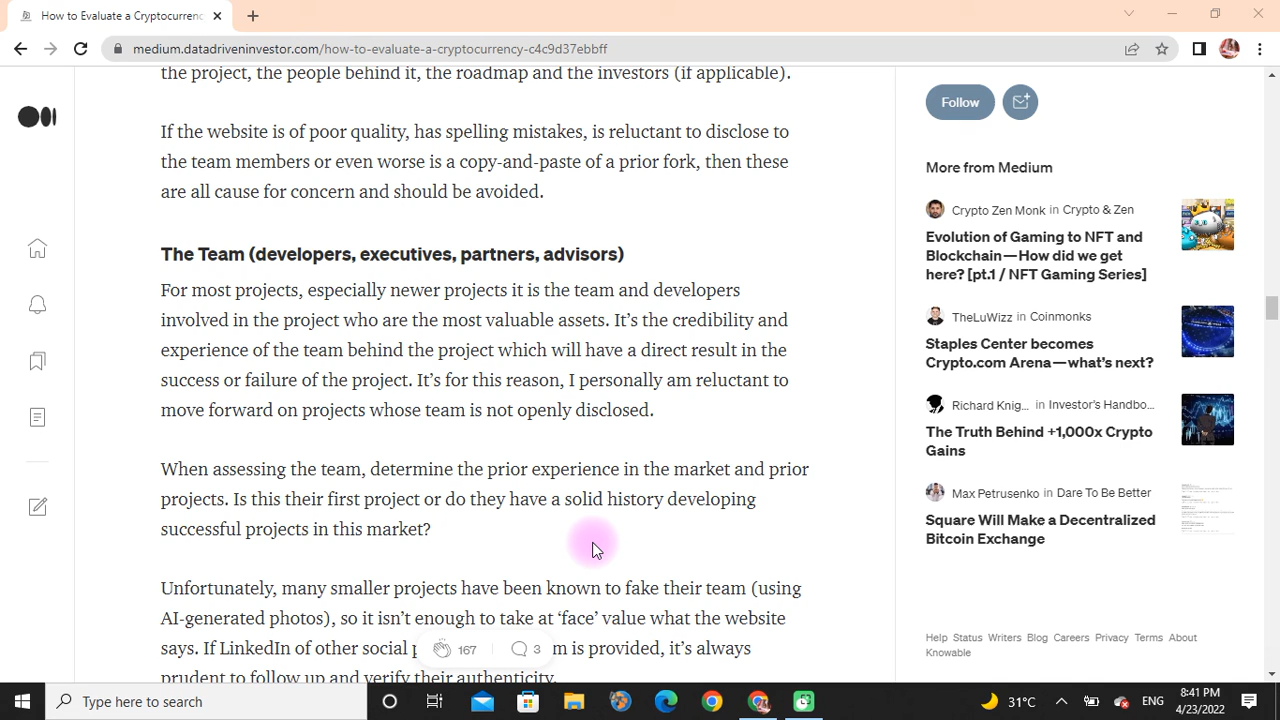 How to Evaluate a Cryptocurrenc
medium.datadriveninvestor.com/how-to-evaluate-a-cryptocurrency-c4c9d37ebbff
the project, the people behind it, the roadmap and the investors (if applicable).
If the website is of poor quality, has spelling mistakes, is reluctant to disclose to
the team members or even worse is a copy-and-paste of a prior fork, then these
are all cause for concern and should be avoided.
The Team (developers, executives, partners, advisors)
For most projects, especially newer projects it is the team and developers
involved in the project who are the most valuable assets. It’s the credibility and
experience of the team behind the project which will have a direct result in the
success or failure of the project. It’s for this reason, I personally am reluctant to
move forward on projects whose team is not openly disclosed.
When assessing the team, determine the prior experience in the market and prior
projects. Is this their first project or do they have a solid history developing
successful projects in this market?
Unfortunately, many smaller projects have been known to fake their team (using
AI-generated photos), so it isn’t enough to take at ‘face’ value what the website
says. If LinkedIn of other social p m is provided, it’s always
167 3
prudent to follow up and verify their authenticity.
Follow
More from Medium
Crypto Zen Monk in Crypto & Zen
Evolution of Gaming to NFT and
Blockchain — How did we get
here? [pt.1 / NFT Gaming Series]
TheLuWizz in Coinmonks
Staples Center becomes
Crypto.com Arena — what’s next?
Richard Knig... in Investor’s Handbo...
The Truth Behind +1,000x Crypto
Gains
Max Petrusenko in Dare To Be Better
Square Will Make a Decentralized
Bitcoin Exchange
Help Status Writers Blog Careers Privacy Terms About
Knowable
Type here to search
31°C
ENG
8:41 PM
4/23/2022